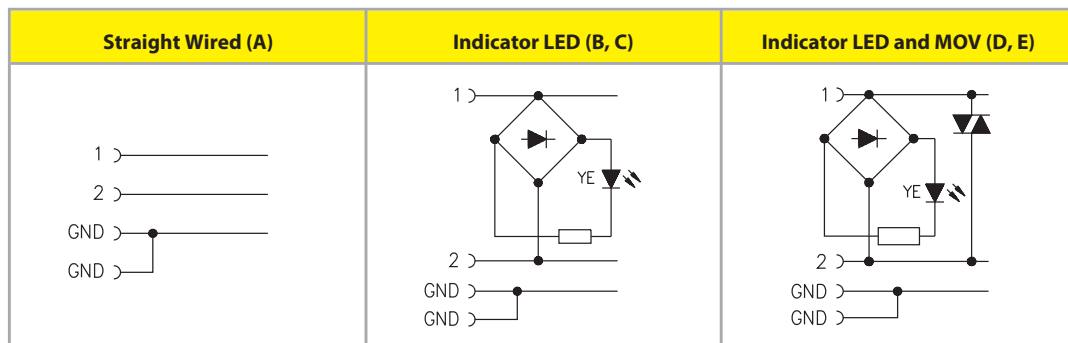 Straight Wired (A)
Indicator LED (B, C)
Indicator LED and MOV (D, E)
1
2
GND
GND
1
YE
2
GND
GND
1
YE
2
GND
GND